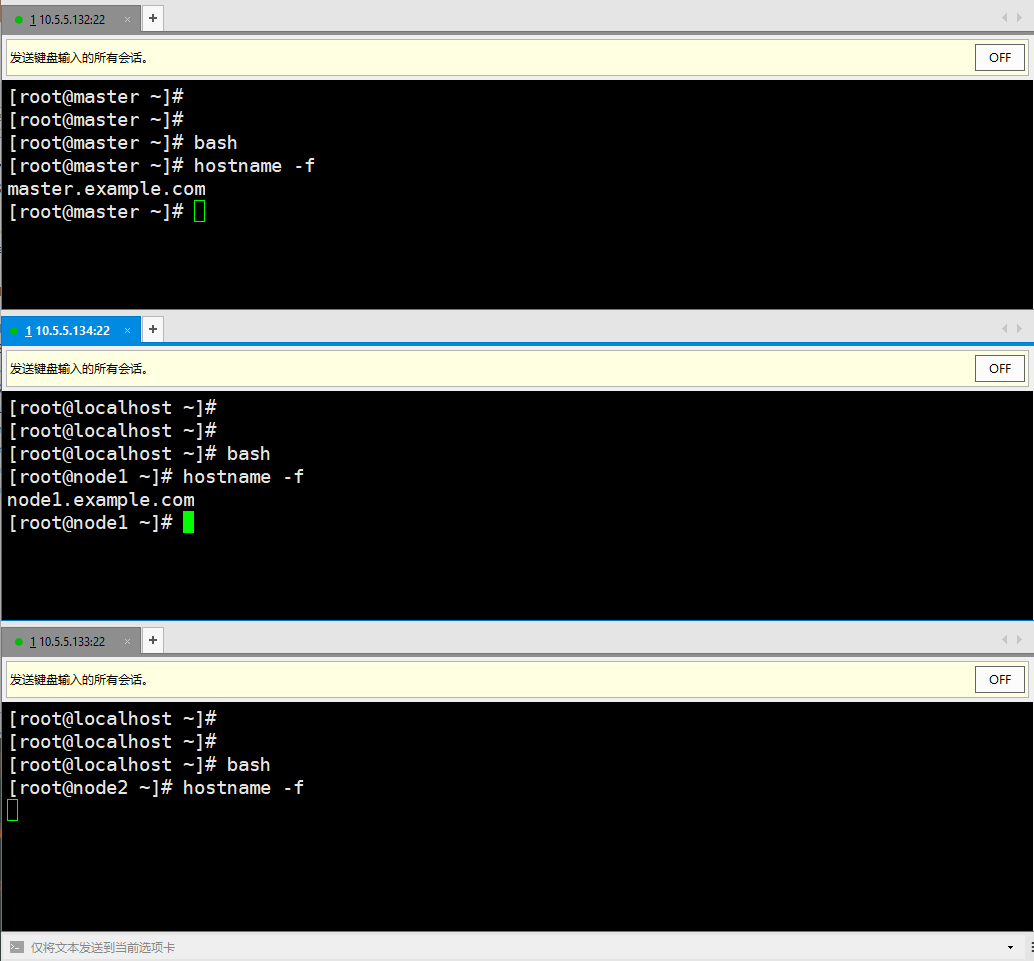 1 10.5.5.132:22 × +
发送键盘输入的所有会话。 OFF
[root@master ~]#
[root@master ~]#
[root@master ~]# bash
[root@master ~]# hostname -f
master.example.com
[root@master ~]#
1 10.5.5.134:22 × +
发送键盘输入的所有会话。 OFF
[root@localhost ~]#
[root@localhost ~]#
[root@localhost ~]# bash
[root@node1 ~]# hostname -f
node1.example.com
[root@node1 ~]#
1 10.5.5.133:22 × +
发送键盘输入的所有会话。 OFF
[root@localhost ~]#
[root@localhost ~]#
[root@localhost ~]# bash
[root@node2 ~]# hostname -f
仅将文本发送到当前选项卡